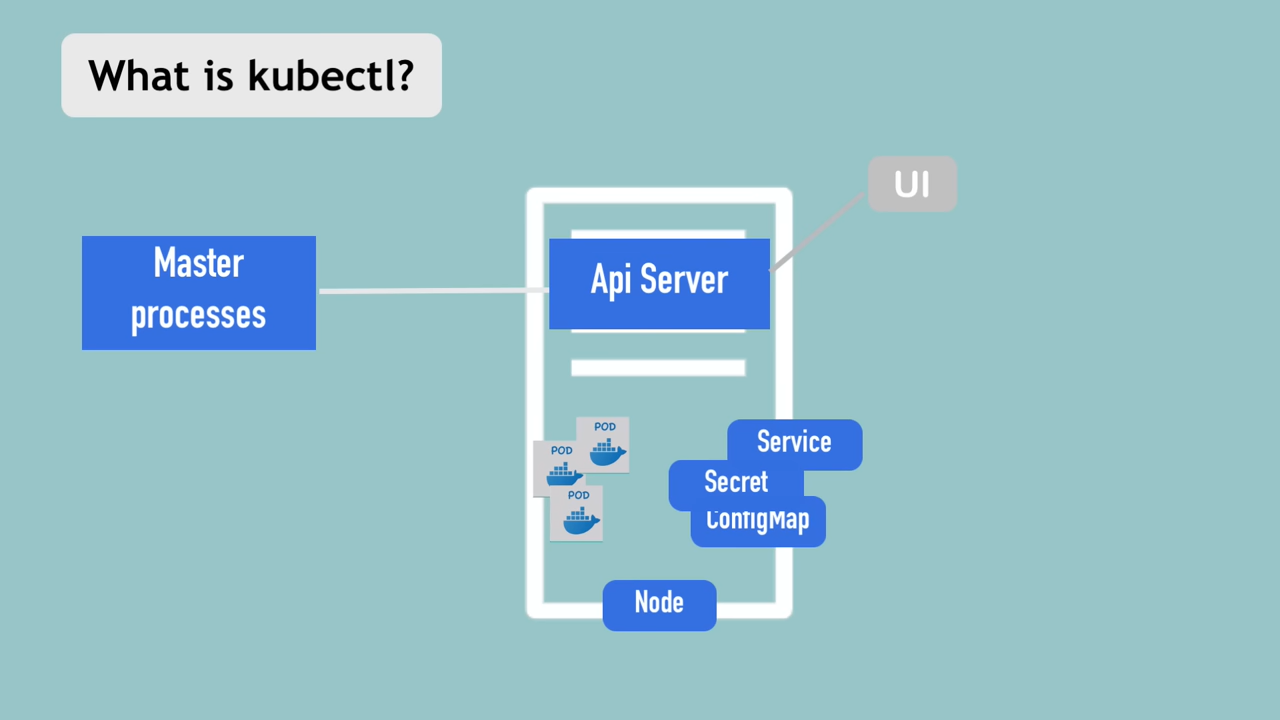 What is kubectl?
UI
Master
processes
Api Server
POD
POD
POD
Service
Secret
ConfigMap
Node